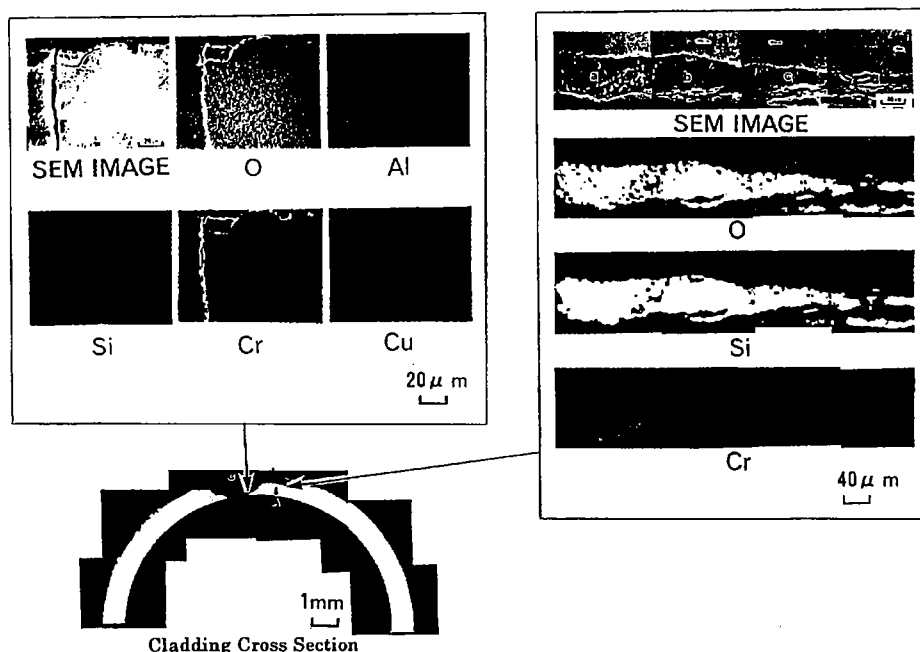 SEM IMAGE
O
Al
Si
Cr
Cu
20 μ m
SEM IMAGE
a
b
c
O
Si
Cr
40 μ m
1mm
Cladding Cross Section